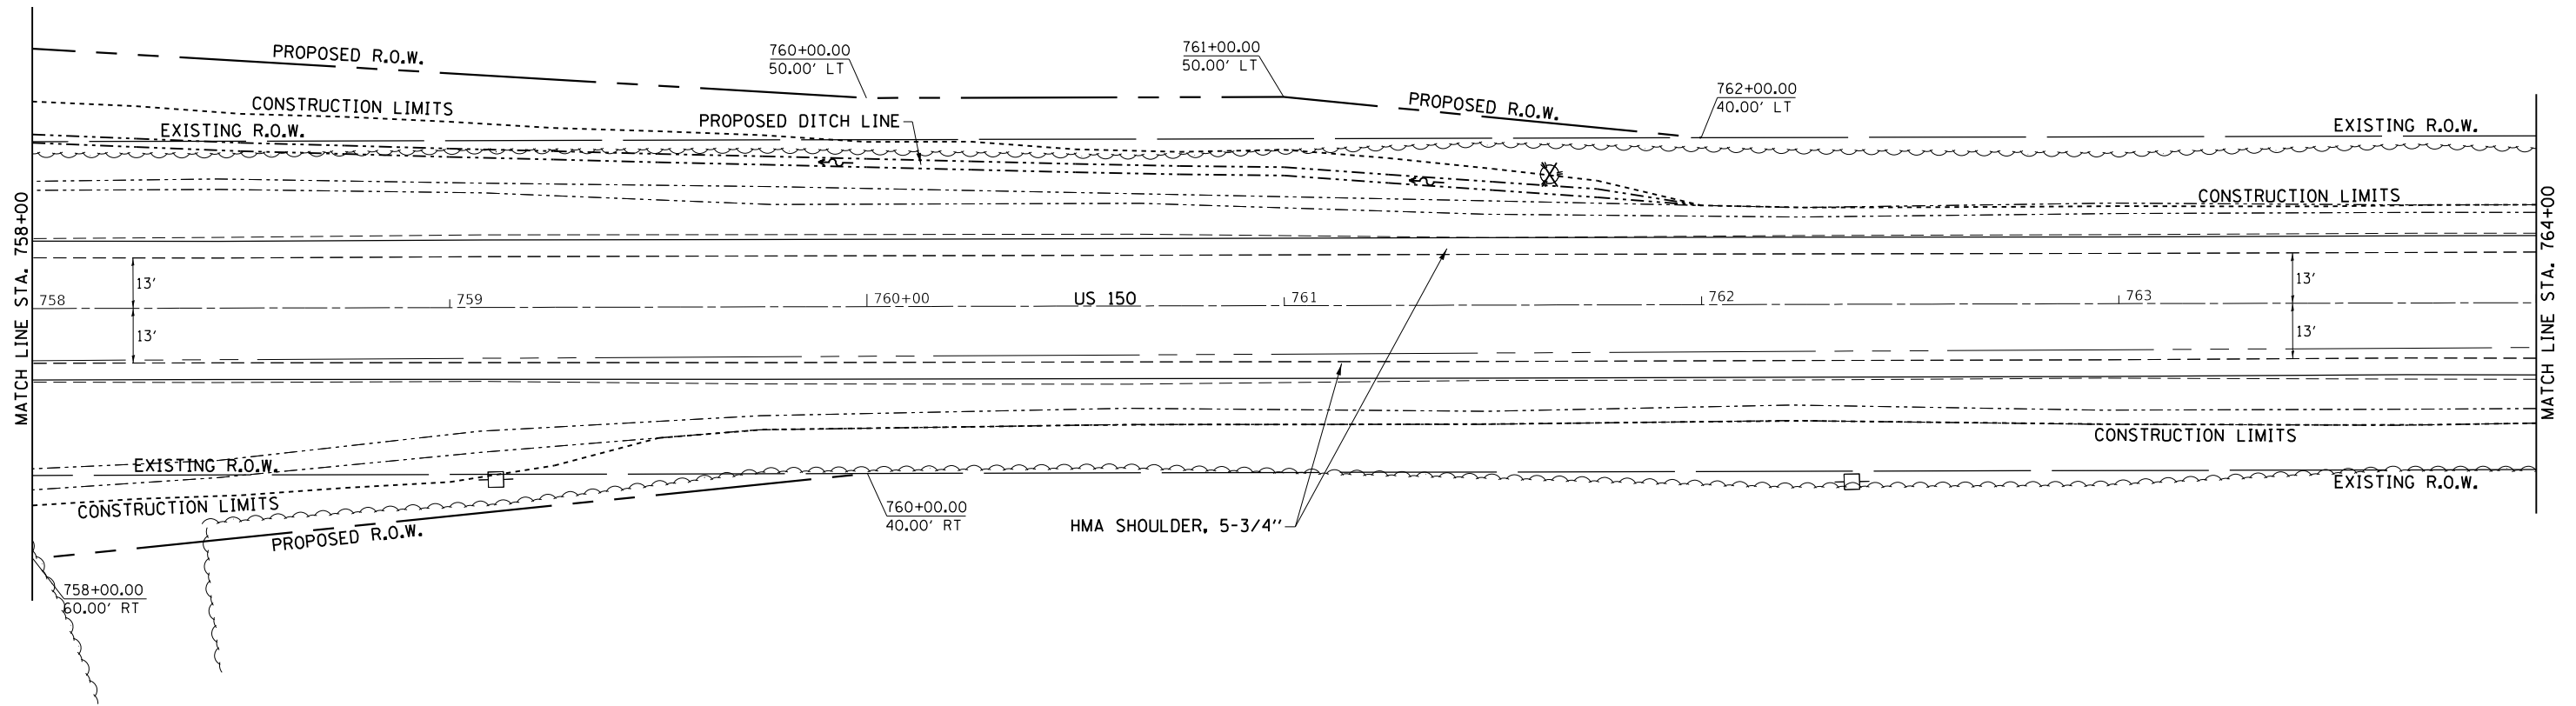 PROPOSED R.O.W.
760+00.00
50.00' LT
761+00.00
50.00' LT
762+00.00
40.00' LT
PROPOSED R.O.W.
CONSTRUCTION LIMITS
EXISTING R.O.W.
PROPOSED DITCH LINE
EXISTING R.O.W.
CONSTRUCTION LIMITS
MATCH LINE STA. 758+00
MATCH LINE STA. 764+00
13'
13'
758
759
760+00
US 150
761
762
763
13'
13'
CONSTRUCTION LIMITS
EXISTING R.O.W.
EXISTING R.O.W.
CONSTRUCTION LIMITS
760+00.00
40.00' RT
HMA SHOULDER, 5-3/4''
PROPOSED R.O.W.
758+00.00
60.00' RT